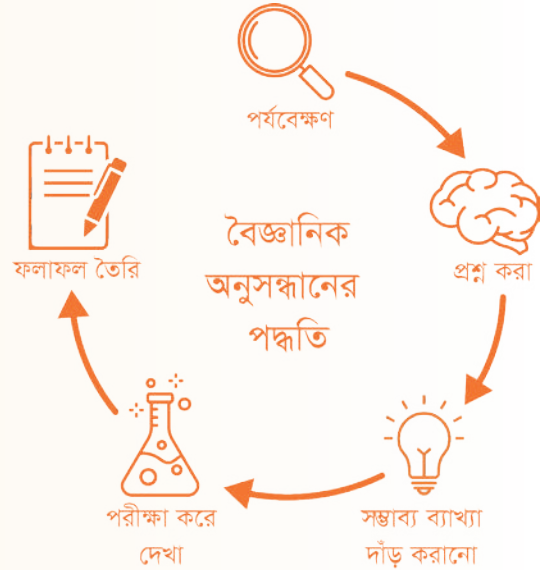 পর্যবেক্ষণ
প্রশ্ন করা
সম্ভাব্য ব্যাখ্যা
দাঁড় করানো
পরীক্ষা করে
দেখা
ফলাফল তৈরি
বৈজ্ঞানিক
অনুসন্ধানের
পদ্ধতি